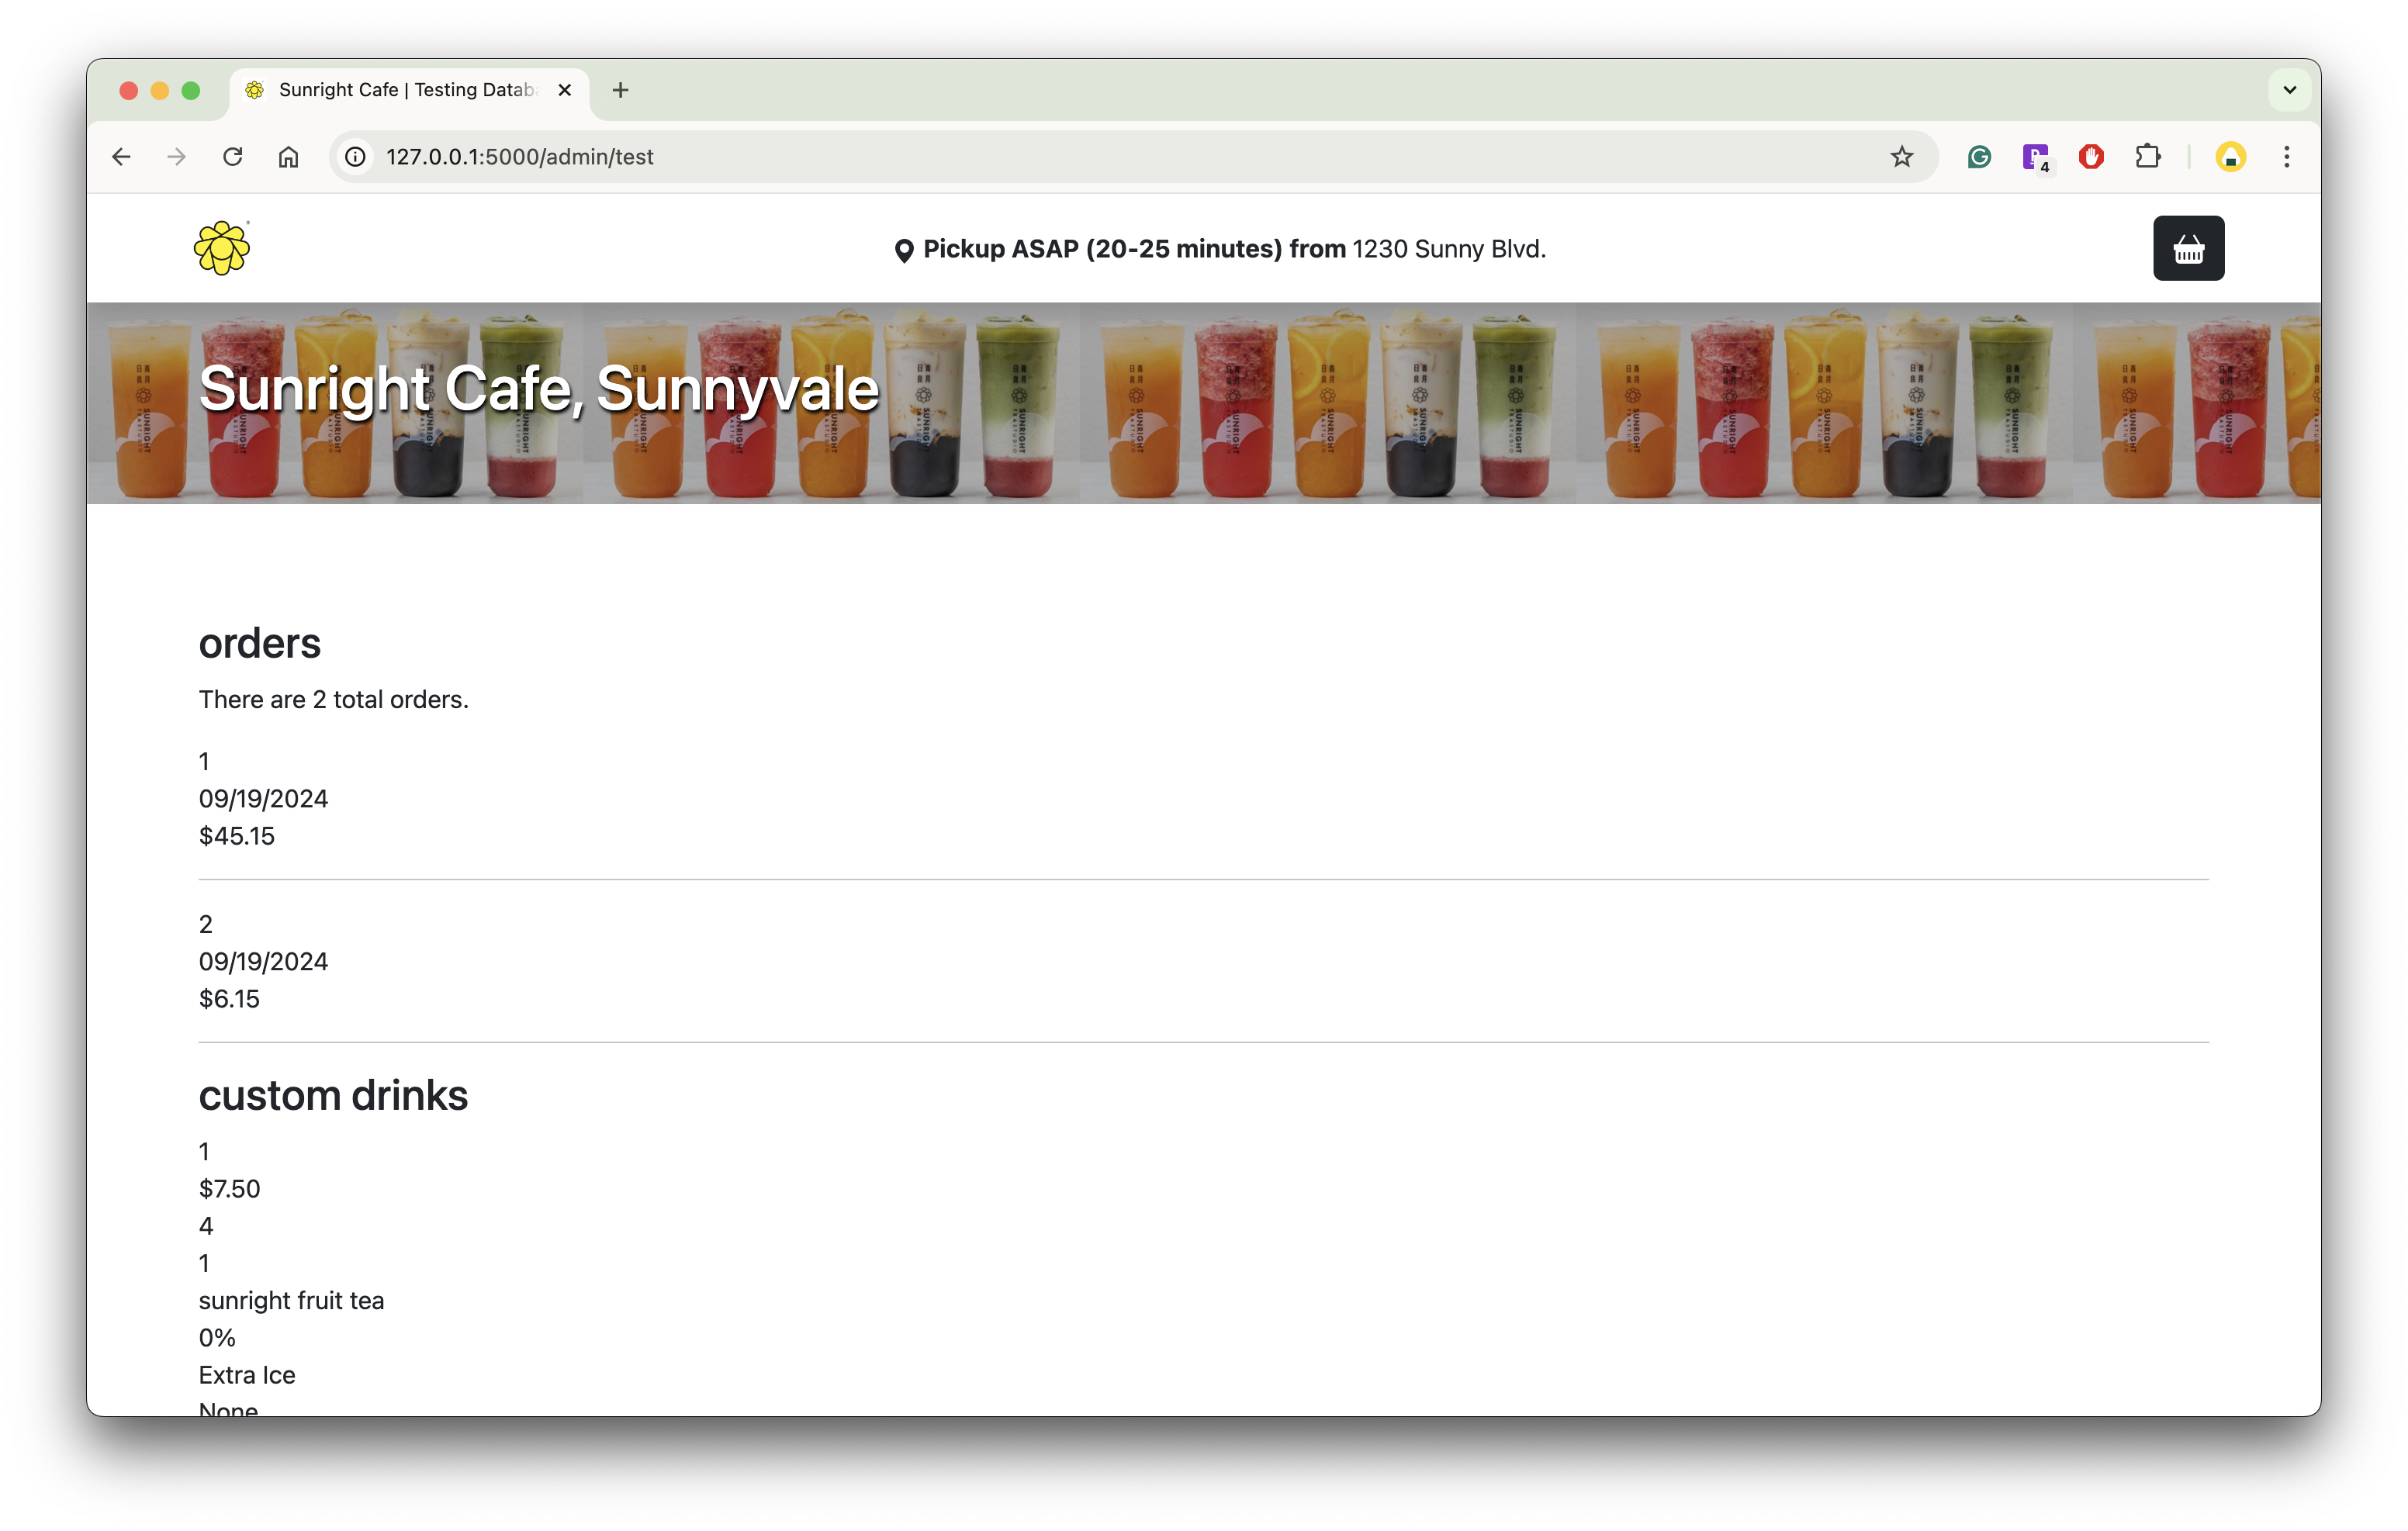 Sunright Cafe | Testing Datab
127.0.0.1:5000/admin/test
4
Pickup ASAP (20-25 minutes) from 1230 Sunny Blvd.
Sunright Cafe, Sunnyvale
orders
There are 2 total orders.
1
09/19/2024
$45.15
2
09/19/2024
$6.15
custom drinks
1
$7.50
4
1
sunright fruit tea
0%
Extra Ice
None